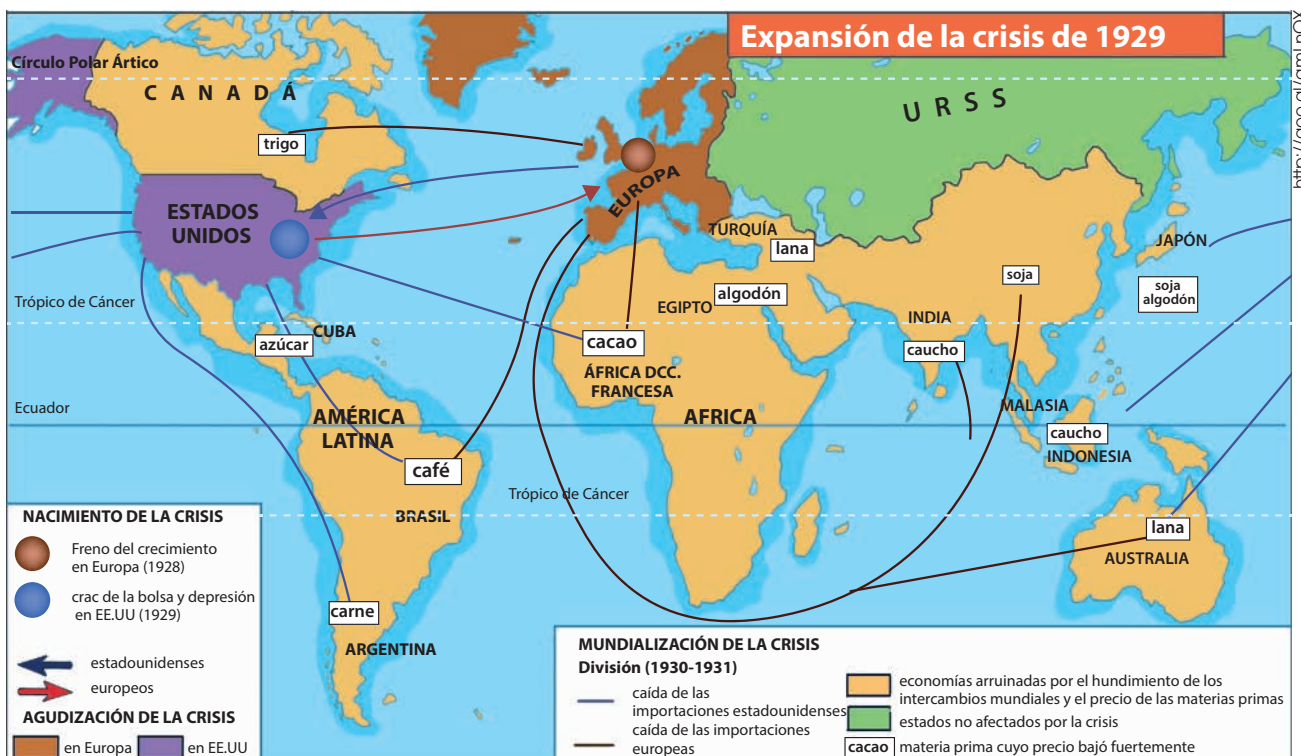 Expansión de la crisis de 1929
Círculo Polar Ártico
CANADÁ
URSS
trigo
EUROPA
ESTADOS
UNIDOS
TURQUÍA
lana
JAPÓN
soja
soja
algodón
Trópico de Cáncer
EGIPTO
algodón
INDIA
CUBA
azúcar
cacao
caucho
ÁFRICA DCC.
FRANCESA
Ecuador
AMÉRICA
LATINA
AFRICA
MALASIA
caucho
INDONESIA
café
Trópico de Cáncer
BRASIL
lana
AUSTRALIA
carne
ARGENTINA
NACIMIENTO DE LA CRISIS
Freno del crecimiento
en Europa (1928)
crac de la bolsa y depresión
en EE.UU (1929)
estadounidenses
europeos
AGUDIZACIÓN DE LA CRISIS
en Europa
en EE.UU
MUNDIALIZACIÓN DE LA CRISIS
División (1930-1931)
caída de las
importaciones estadounidenses
caída de las importaciones
europeas
economías arruinadas por el hundimiento de los
intercambios mundiales y el precio de las materias primas
estados no afectados por la crisis
cacao materia prima cuyo precio bajó fuertemente